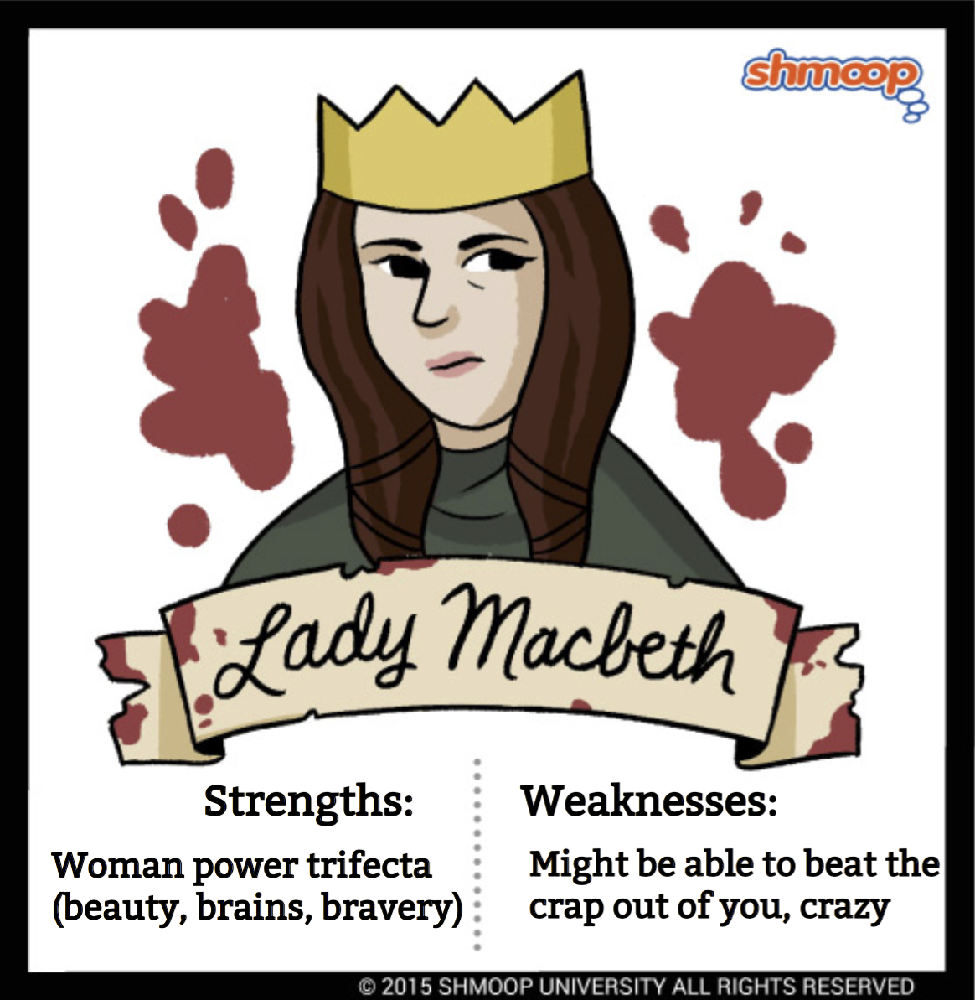 shmoop
Lady Macbeth
Strengths:
Woman power trifecta
(beauty, brains, bravery)
Weaknesses:
Might be able to beat the
crap out of you, crazy
© 2015 SHMOOP UNIVERSITY ALL RIGHTS RESERVED